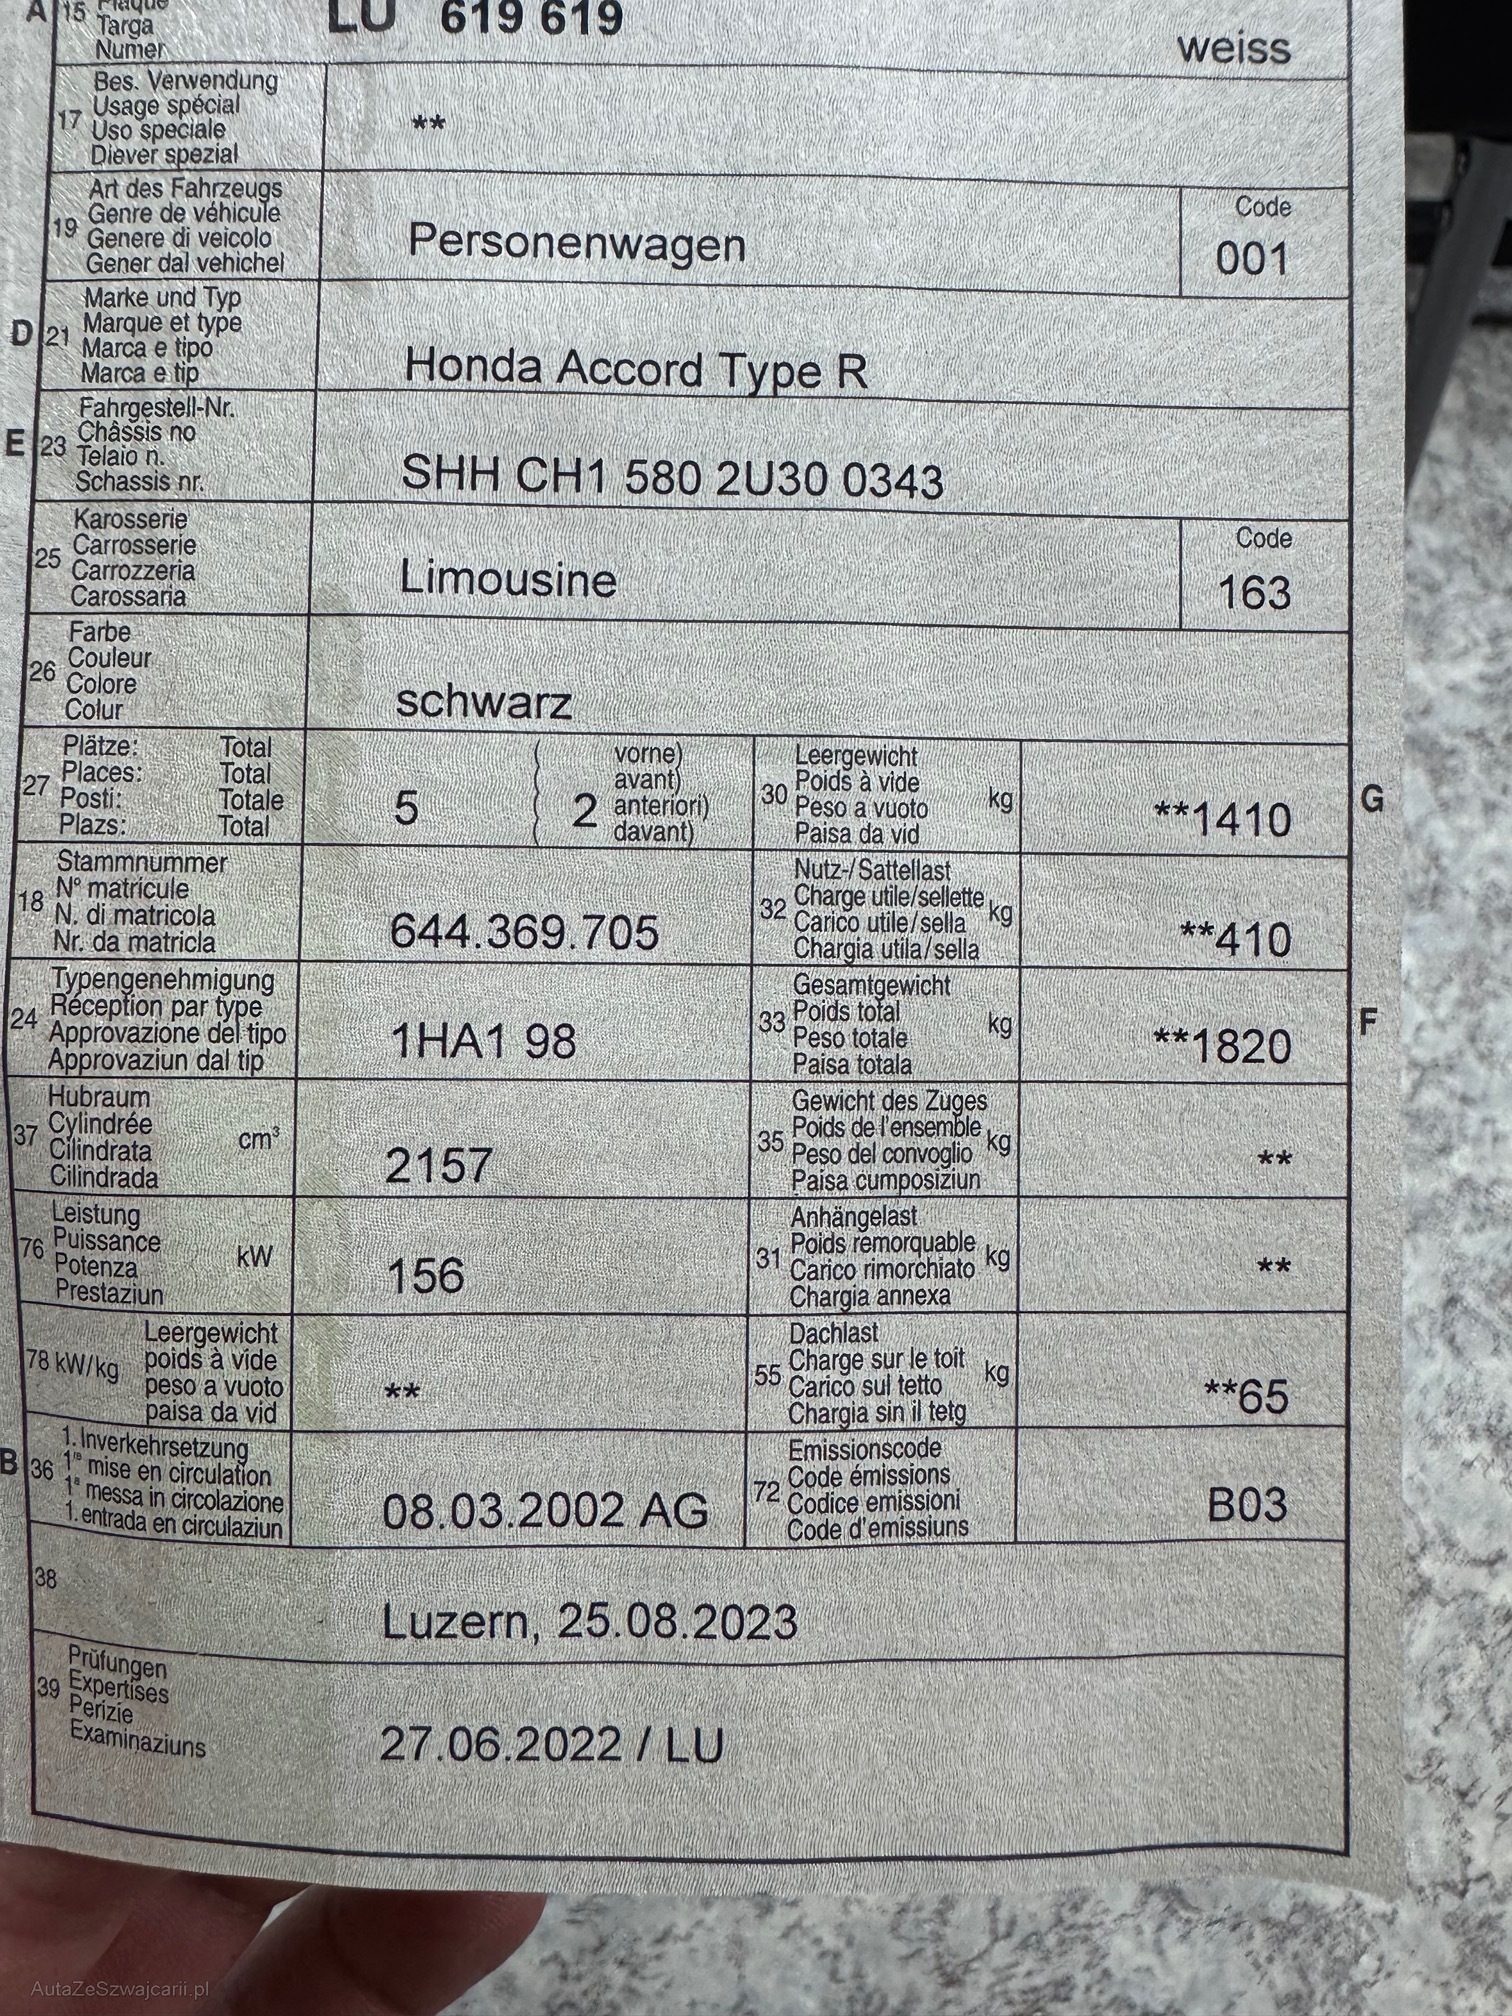 A 15 Plaque
Targa
Numer
LU 619 619
weiss
17 Bes. Verwendung
Usage spécial
Uso speciale
Diever spezial
**
19 Art des Fahrzeugs
Genre de véhicule
Genere di veicolo
Gener dal vehichel
Personenwagen
Code
001
D 21 Marke und Typ
Marque et type
Marca e tipo
Marca e tip
Honda Accord Type R
E 23 Fahrgestell-Nr.
Châssis no
Telaio n.
Schassis nr.
SHH CH1 580 2U30 0343
25 Karosserie
Carrosserie
Carrozzeria
Carossaria
Limousine
Code
163
26 Farbe
Couleur
Colore
Colur
schwarz
27 Plätze: Total
Places: Total
Posti: Totale
Plazs: Total
5
( 2 vorne)
avant)
anteriori)
davant)
30 Leergewicht
Poids à vide
Peso a vuoto
Paisa da vid
kg
**1410
G
18 Stammnummer
N° matricule
N. di matricola
Nr. da matricla
644.369.705
32 Nutz-/Sattellast
Charge utile/sellette
Carico utile/sella
Chargia utila/sella
kg
**410
24 Typengenehmigung
Réception par type
Approvazione del tipo
Approvaziun dal tip
1HA1 98
33 Gesamtgewicht
Poids total
Peso totale
Paisa totala
kg
**1820
F
37 Hubraum
Cylindrée
Cilindrata
Cilindrada
cm³
2157
35 Gewicht des Zuges
Poids de l'ensemble
Peso del convoglio
Paisa cumposiziun
kg
**
76 Leistung
Puissance
Potenza
Prestaziun
kW
156
31 Anhängelast
Poids remorquable
Carico rimorchiato
Chargia annexa
kg
**
78 kW/kg
Leergewicht
poids à vide
peso a vuoto
paisa da vid
**
55 Dachlast
Charge sur le toit
Carico sul tetto
Chargia sin il tetg
kg
**65
B 36 1. Inverkehrsetzung
1re mise en circulation
1a messa in circolazione
1. entrada en circulaziun
08.03.2002 AG
72 Emissionscode
Code émissions
Codice emissioni
Code d'emissiuns
B03
38
Luzern, 25.08.2023
39 Prüfungen
Expertises
Perizie
Examinaziuns
27.06.2022 / LU
AutaZeSzwajcarii.pl